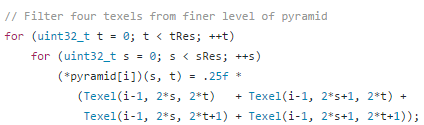 // Filter four texels from finer level of pyramid
for (uint32_t t = 0; t < tRes; ++t)
    for (uint32_t s = 0; s < sRes; ++s)
        (*pyramid[i])(s, t) = .25f *
           (Texel(i-1, 2*s, 2*t)   + Texel(i-1, 2*s+1, 2*t) +
            Texel(i-1, 2*s, 2*t+1) + Texel(i-1, 2*s+1, 2*t+1));